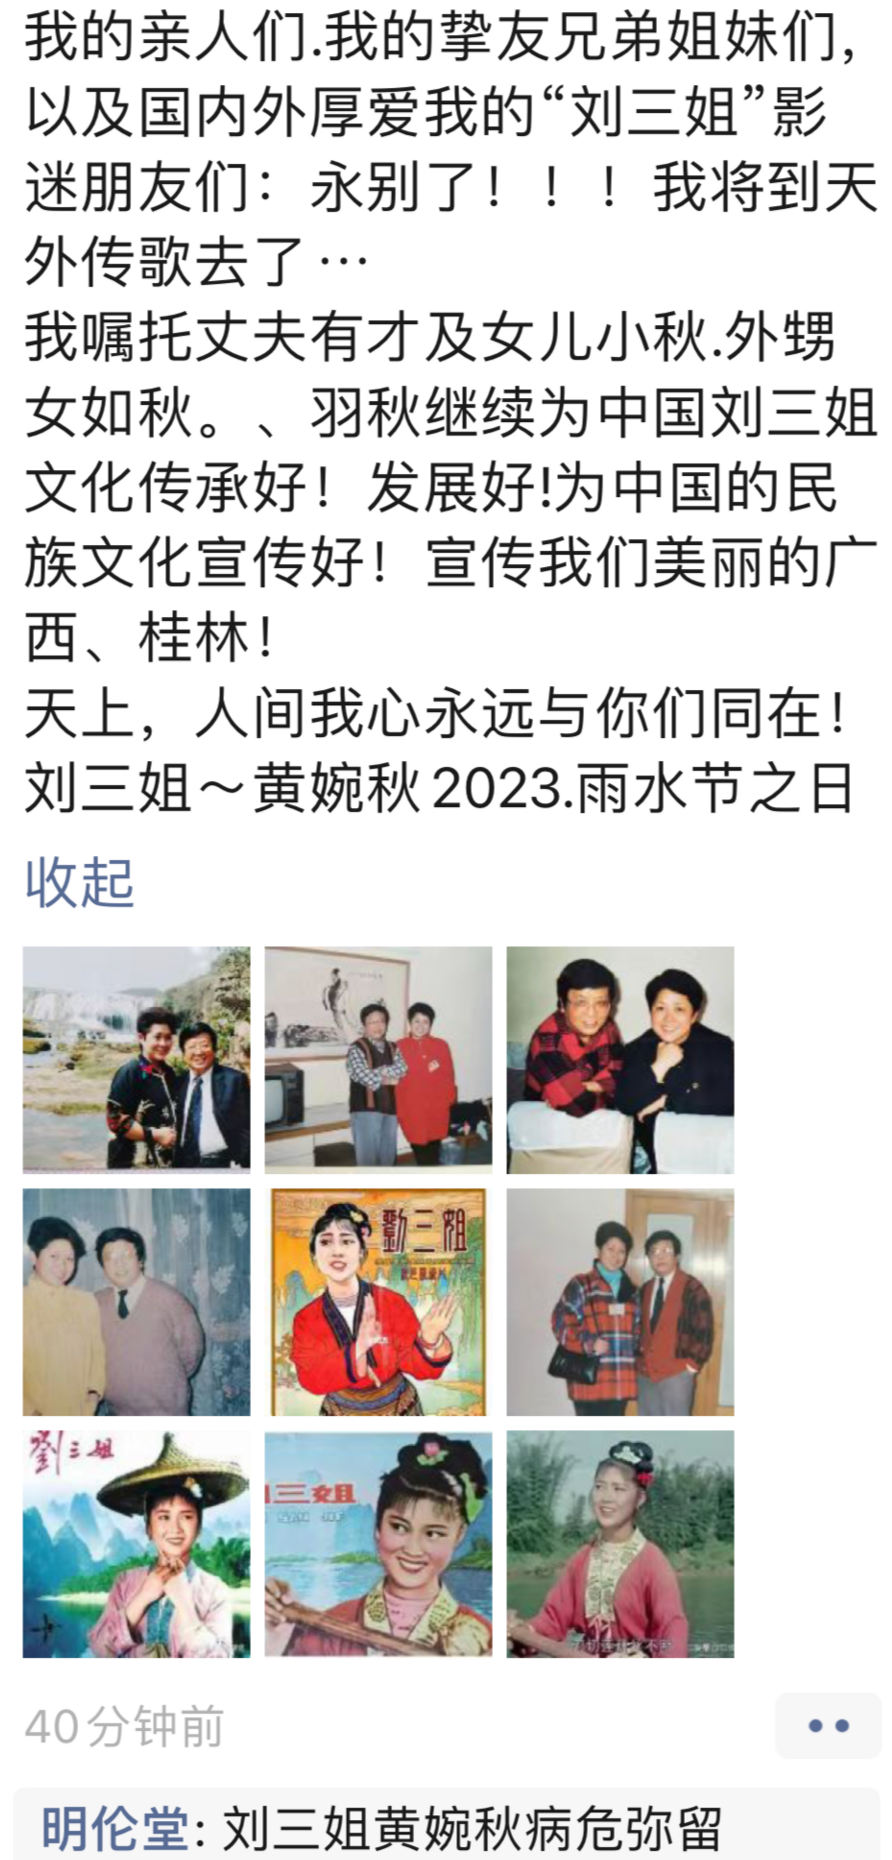 我的亲人们.我的挚友兄弟姐妹们，
以及国内外厚爱我的“刘三姐”影
迷朋友们：永别了！！！我将到天
外传歌去了…
我嘱托丈夫有才及女儿小秋.外甥
女如秋。、羽秋继续为中国刘三姐
文化传承好！发展好!为中国的民
族文化宣传好！宣传我们美丽的广
西、桂林！
天上，人间我心永远与你们同在！
刘三姐～黄婉秋2023.雨水节之日
收起
劉三姐
劉三姐
三姐
40分钟前
明伦堂: 刘三姐黄婉秋病危弥留